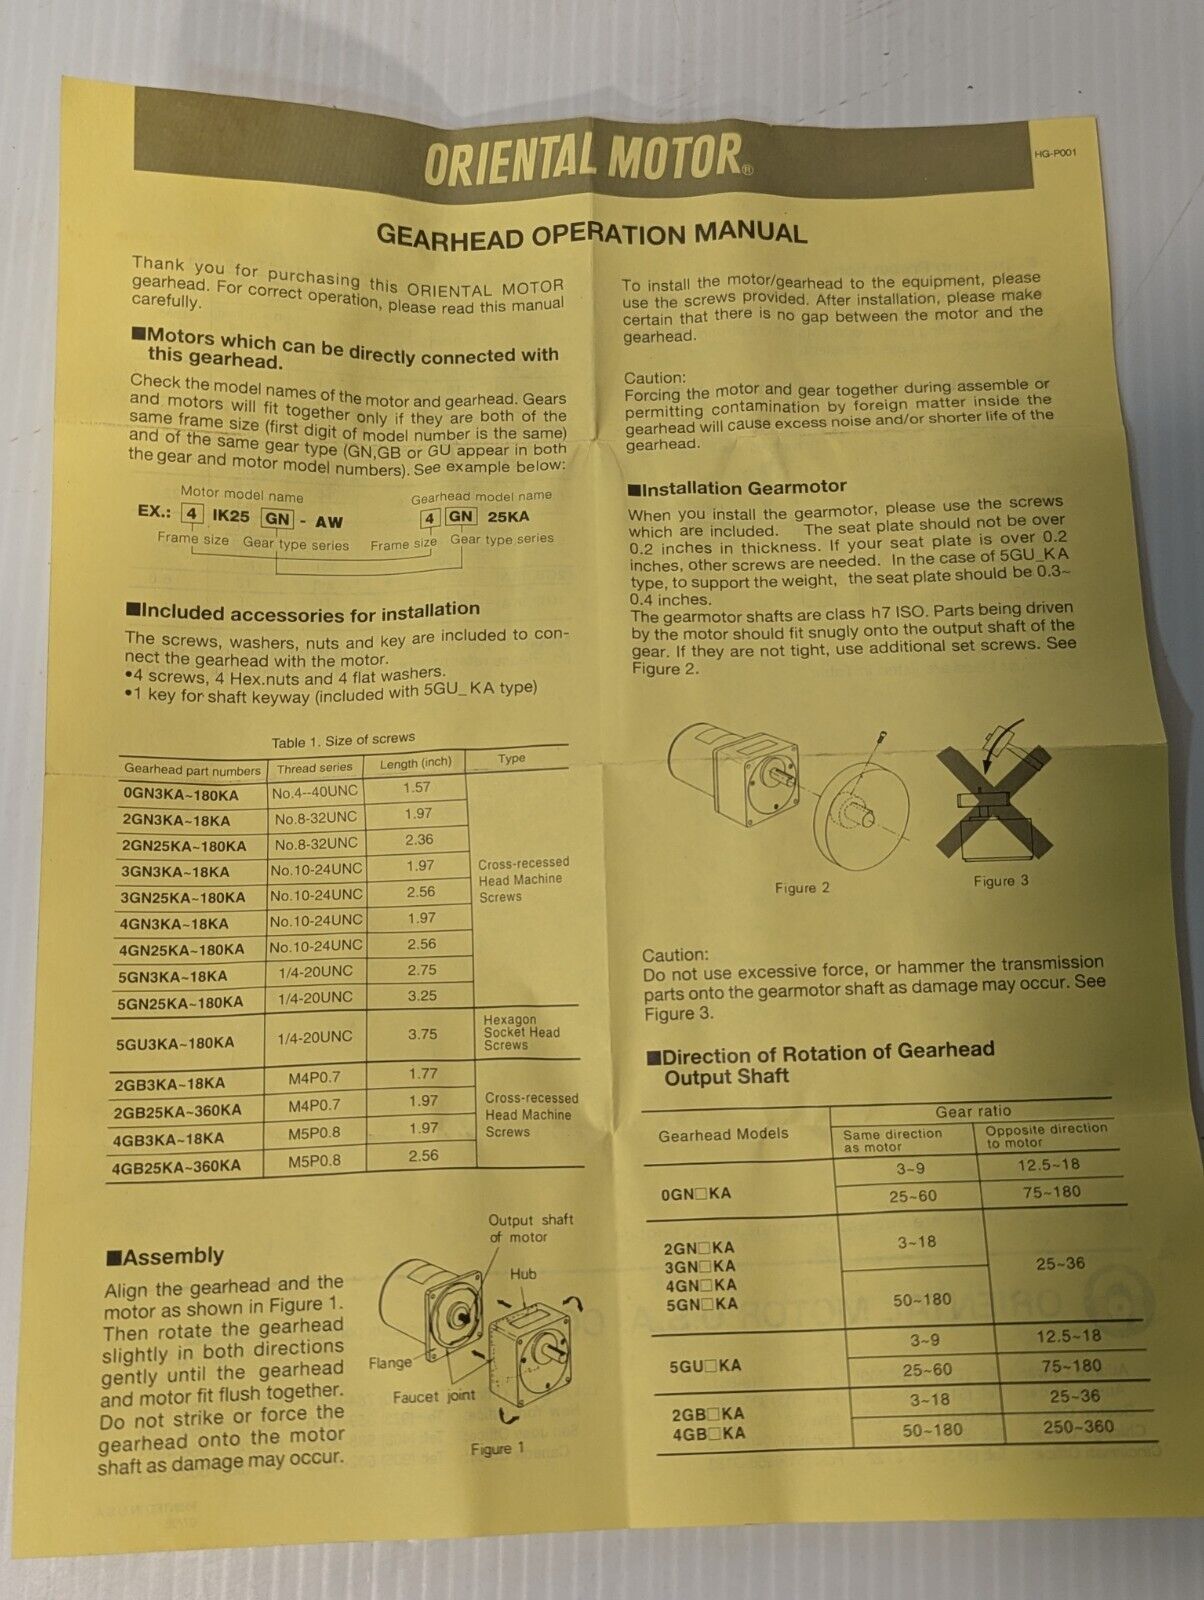 ORIENTAL MOTOR®
HG-P001
GEARHEAD OPERATION MANUAL
Thank you for purchasing this ORIENTAL MOTOR
gearhead. For correct operation, please read this manual
carefully.
■Motors which can be directly connected with
this gearhead.
Check the model names of the motor and gearhead. Gears
and motors will fit together only if they are both of the
same frame size (first digit of model number is the same)
and of the same gear type (GN,GB or GU appear in both
the gear and motor model numbers). See example below:
Motor model name Gearhead model name
EX.: 4 IK25 GN - AW 4 GN 25KA
Frame size Gear type series Frame size Gear type series
■Included accessories for installation
The screws, washers, nuts and key are included to con-
nect the gearhead with the motor.
•4 screws, 4 Hex.nuts and 4 flat washers.
•1 key for shaft keyway (included with 5GU_KA type)
Table 1. Size of screws
Gearhead part numbers Thread series Length (inch) Type
0GN3KA~180KA No.4--40UNC 1.57
2GN3KA~18KA No.8-32UNC 1.97
2GN25KA~180KA No.8-32UNC 2.36
3GN3KA~18KA No.10-24UNC 1.97 Cross-recessed
Head Machine
3GN25KA~180KA No.10-24UNC 2.56 Screws
4GN3KA~18KA No.10-24UNC 1.97
4GN25KA~180KA No.10-24UNC 2.56
5GN3KA~18KA 1/4-20UNC 2.75
5GN25KA~180KA 1/4-20UNC 3.25
Hexagon
5GU3KA~180KA 1/4-20UNC 3.75 Socket Head
Screws
2GB3KA~18KA M4P0.7 1.77
2GB25KA~360KA M4P0.7 1.97 Cross-recessed
Head Machine
4GB3KA~18KA M5P0.8 1.97 Screws
4GB25KA~360KA M5P0.8 2.56
■Assembly
Align the gearhead and the
motor as shown in Figure 1.
Then rotate the gearhead
slightly in both directions
gently until the gearhead
and motor fit flush together.
Do not strike or force the
gearhead onto the motor
shaft as damage may occur.
Output shaft
of motor
Hub
Flange
Faucet joint
Figure 1
To install the motor/gearhead to the equipment, please
use the screws provided. After installation, please make
certain that there is no gap between the motor and the
gearhead.
Caution:
Forcing the motor and gear together during assemble or
permitting contamination by foreign matter inside the
gearhead will cause excess noise and/or shorter life of the
gearhead.
■Installation Gearmotor
When you install the gearmotor, please use the screws
which are included. The seat plate should not be over
0.2 inches in thickness. If your seat plate is over 0.2
inches, other screws are needed. In the case of 5GU_KA
type, to support the weight, the seat plate should be 0.3~
0.4 inches.
The gearmotor shafts are class h7 ISO. Parts being driven
by the motor should fit snugly onto the output shaft of the
gear. If they are not tight, use additional set screws. See
Figure 2.
Figure 2 Figure 3
Caution:
Do not use excessive force, or hammer the transmission
parts onto the gearmotor shaft as damage may occur. See
Figure 3.
■Direction of Rotation of Gearhead
Output Shaft
Gear ratio
Gearhead Models Same direction Opposite direction
as motor to motor
3~9 12.5~18
0GN□KA 25~60 75~180
2GN□KA 3~18
3GN□KA 25~36
4GN□KA
5GN□KA 50~180
3~9 12.5~18
5GU□KA 25~60 75~180
2GB□KA 3~18 25~36
4GB□KA 50~180 250~360